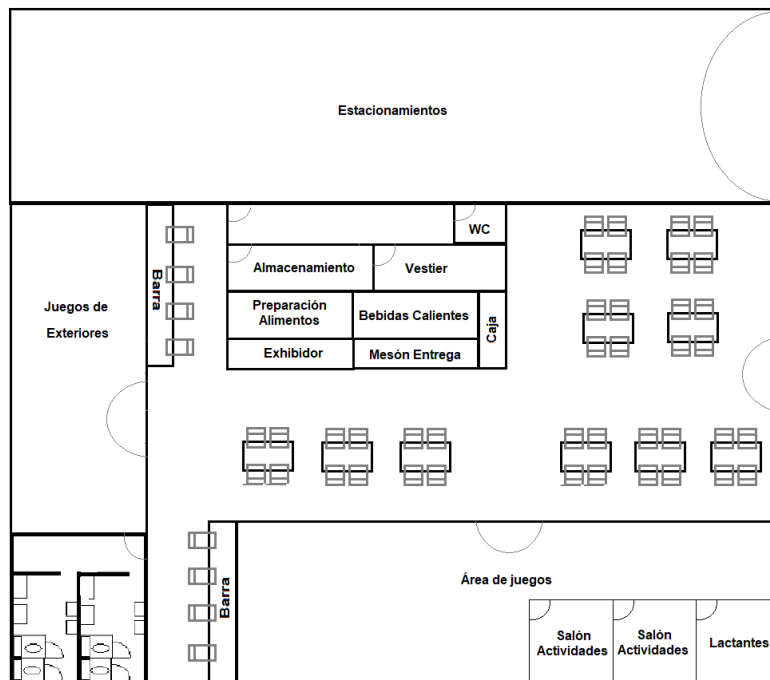 Estacionamientos
WC
Almacenamiento
Vestier
Barra
Juegos de
Exteriores
Preparación
Alimentos
Bebidas Calientes
Caja
Exhibidor
Mesón Entrega
Barra
Área de juegos
Salón
Actividades
Salón
Actividades
Lactantes